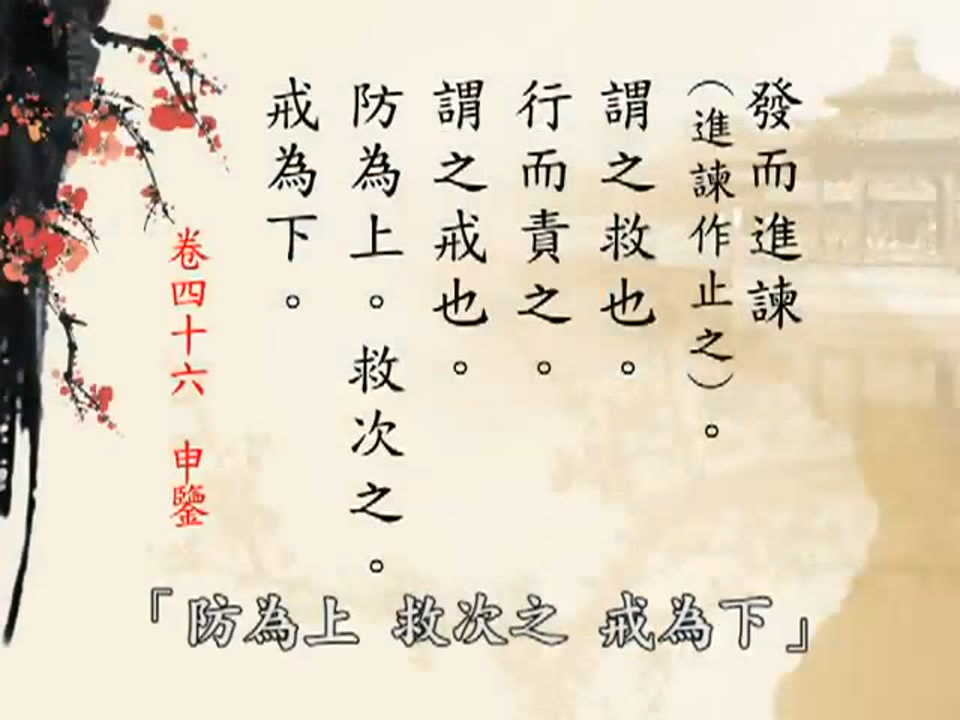 發而進諫
（進諫作止之）。
謂之救也。
行而責之。
謂之戒也。
防為上。救次之。
戒為下。
卷四十六 申鑒
「防為上 救次之 戒為下」